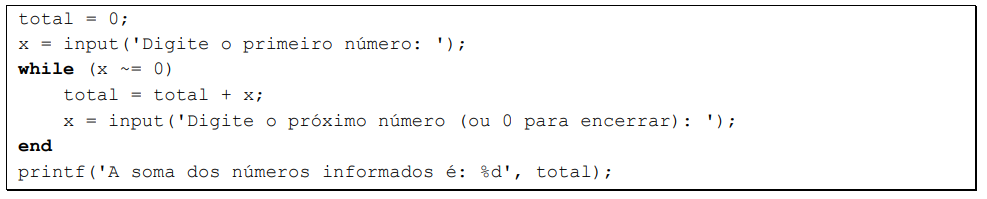 total = 0;
x = input('Digite o primeiro número: ');
while (x ~= 0)
    total = total + x;
    x = input('Digite o próximo número (ou 0 para encerrar): ');
end
printf('A soma dos números informados é: %d', total);